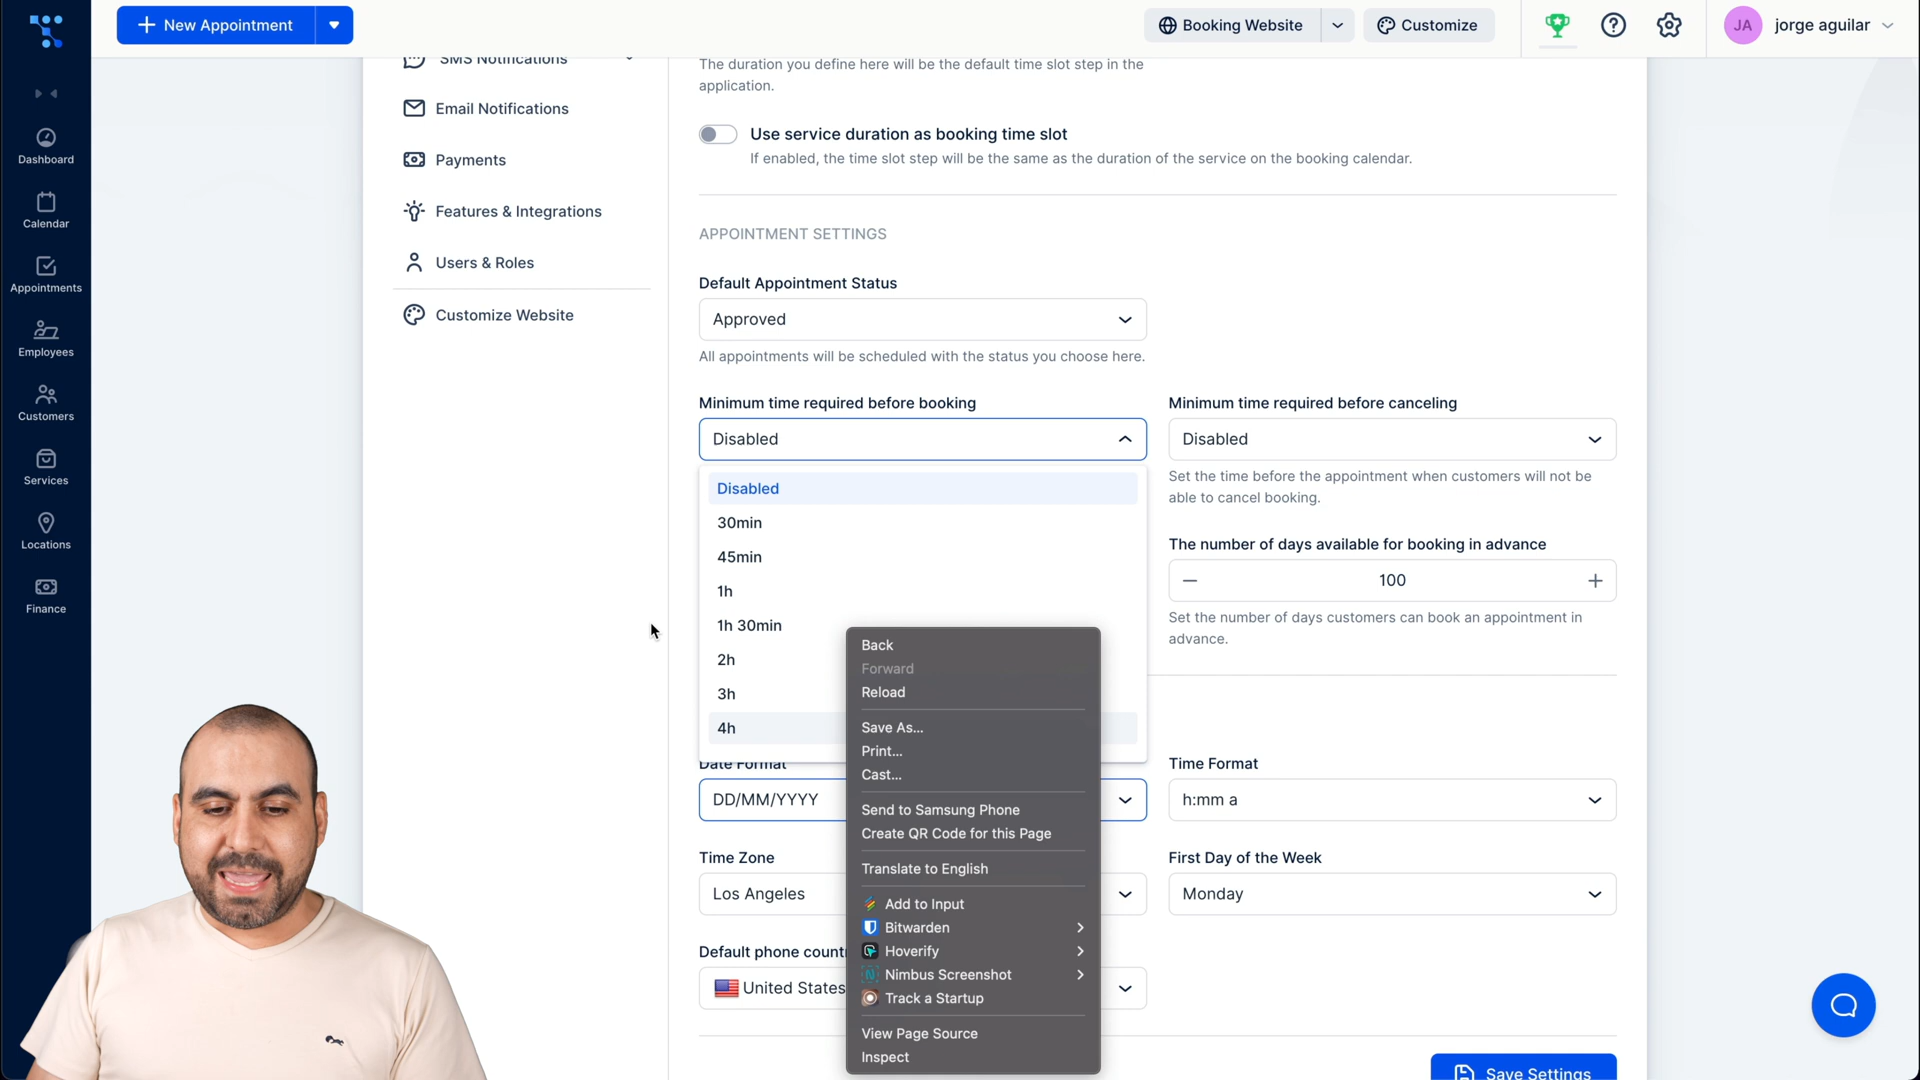 New Appointment
Booking Website
Customize
JA
jorge aguilar
Dashboard
Calendar
Appointments
Employees
Customers
Services
Locations
Finance
SMS Notifications
Email Notifications
Payments
Features & Integrations
Users & Roles
Customize Website
The duration you define here will be the default time slot step in the
application.
Use service duration as booking time slot
If enabled, the time slot step will be the same as the duration of the service on the booking calendar.
APPOINTMENT SETTINGS
Default Appointment Status
Approved
All appointments will be scheduled with the status you choose here.
Minimum time required before booking
Disabled
Disabled
30min
45min
1h
1h 30min
2h
3h
4h
Minimum time required before canceling
Disabled
Set the time before the appointment when customers will not be
able to cancel booking.
The number of days available for booking in advance
100
Set the number of days customers can book an appointment in
advance.
Date Format
DD/MM/YYYY
Time Format
h:mm a
Time Zone
Los Angeles
First Day of the Week
Monday
Default phone count
United States
Back
Forward
Reload
Save As...
Print...
Cast...
Send to Samsung Phone
Create QR Code for this Page
Translate to English
Add to Input
Bitwarden
Hoverify
Nimbus Screenshot
Track a Startup
View Page Source
Inspect
Save Settings